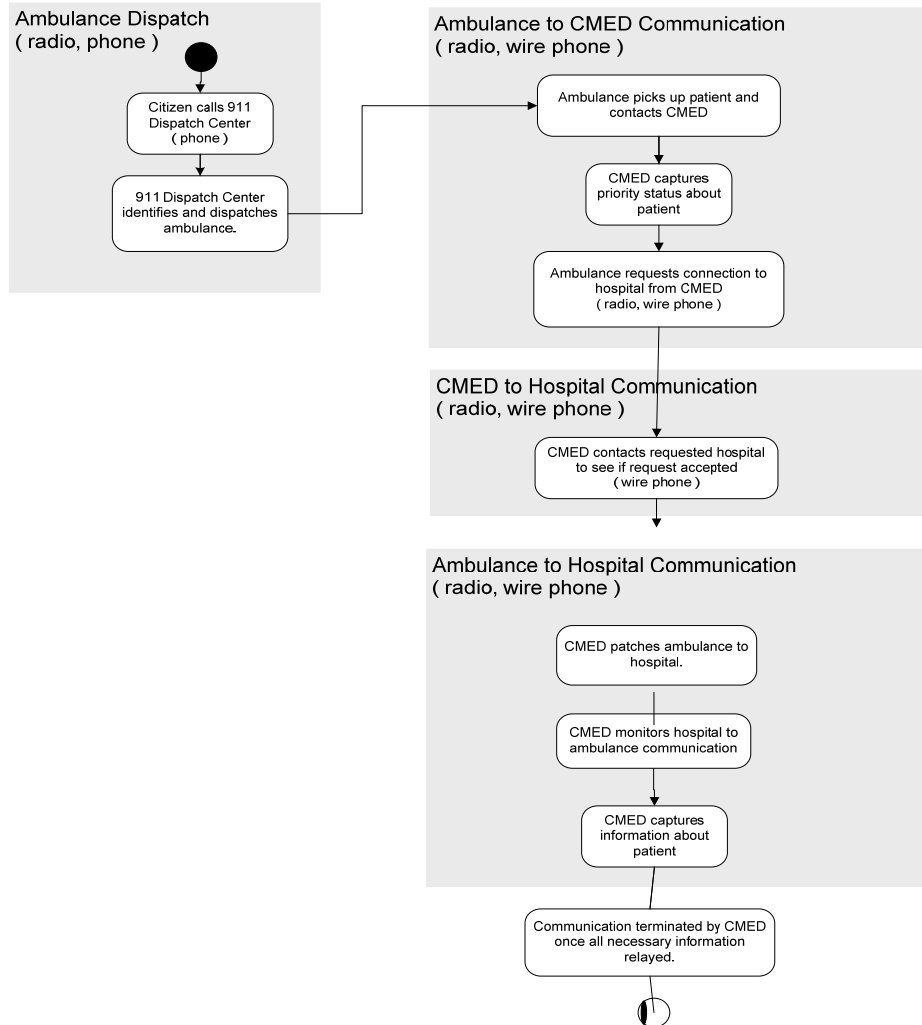 Ambulance Dispatch
( radio, phone )
Citizen calls 911
Dispatch Center
( phone )
911 Dispatch Center
identifies and dispatches
ambulance.
Ambulance to CMED Communication
( radio, wire phone )
Ambulance picks up patient and
contacts CMED
CMED captures
priority status about
patient
Ambulance requests connection to
hospital from CMED
( radio, wire phone )
CMED to Hospital Communication
( radio, wire phone )
CMED contacts requested hospital
to see if request accepted
( wire phone )
Ambulance to Hospital Communication
( radio, wire phone )
CMED patches ambulance to
hospital.
CMED monitors hospital to
ambulance communication
CMED captures
information about
patient
Communication terminated by CMED
once all necessary information
relayed.